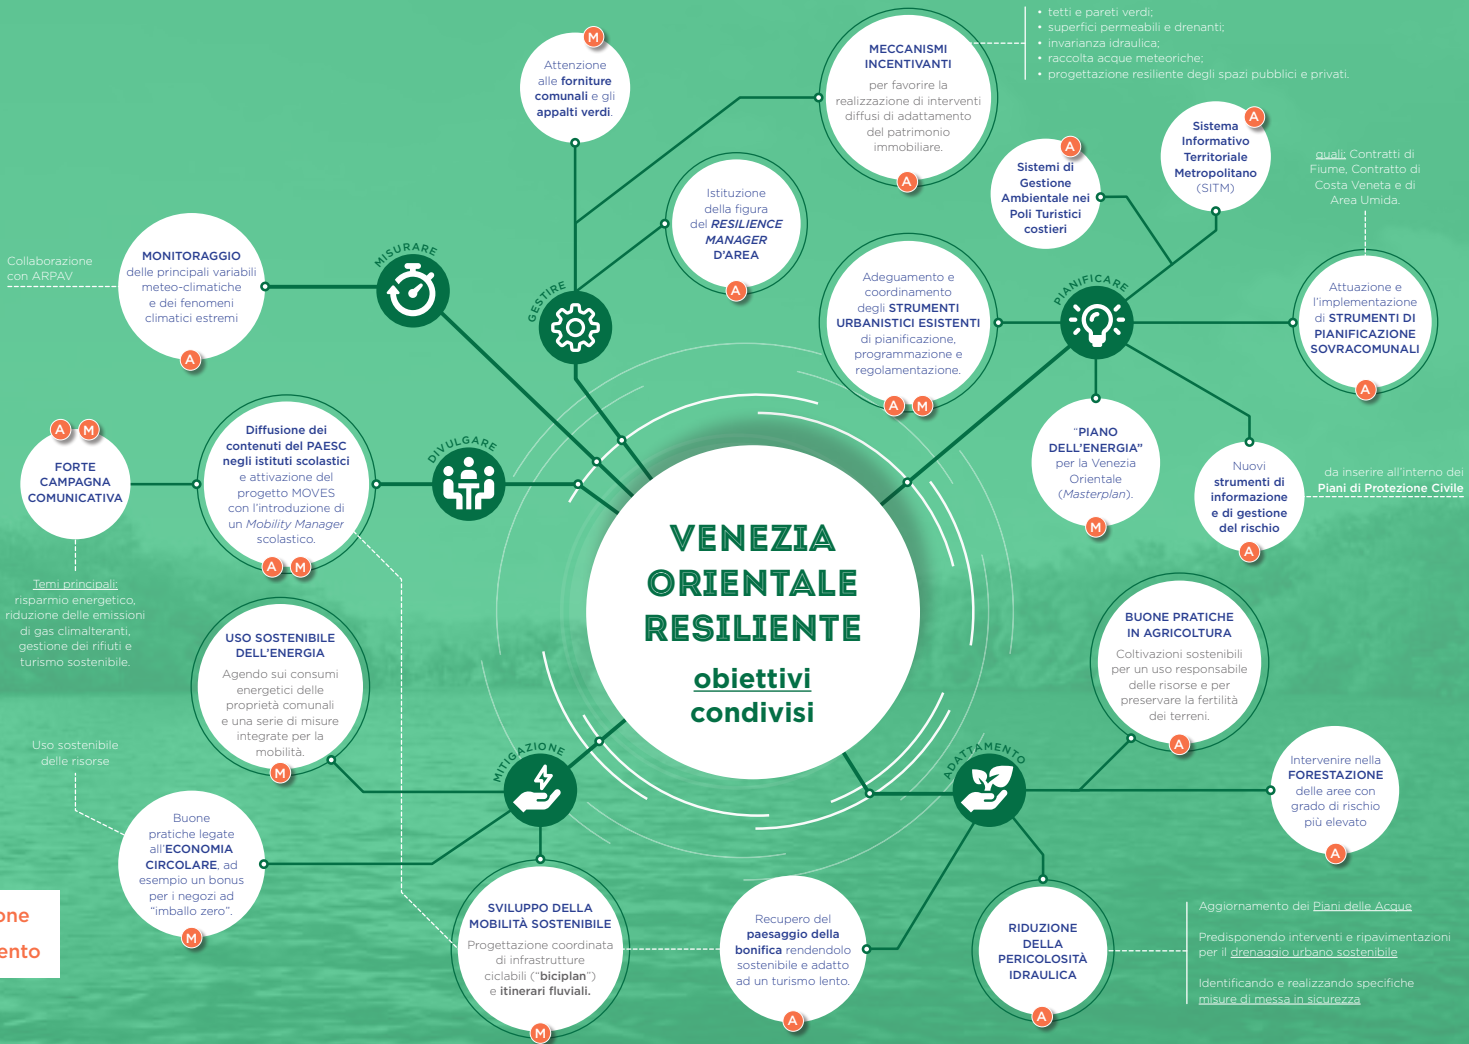 • tetti e pareti verdi;
• superfici permeabili e drenanti;
• invarianza idraulica;
• raccolta acque meteoriche;
• progettazione resiliente degli spazi pubblici e privati.
MECCANISMI
INCENTIVANTI
per favorire la
realizzazione di interventi
diffusi di adattamento
del patrimonio
immobiliare.
A
M
Attenzione
alle forniture
comunali e gli
appalti verdi.
Istituzione
della figura
del RESILIENCE
MANAGER
D'AREA
A
GESTIRE
MISURARE
MONITORAGGIO
delle principali variabili
meteo-climatiche
e dei fenomeni
climatici estremi
A
Collaborazione
con ARPAV
A
Sistemi di
Gestione
Ambientale nei
Poli Turistici
costieri
A
Sistema
Informativo
Territoriale
Metropolitano
(SITM)
quali: Contratti di
Fiume, Contratto di
Costa Veneta e di
Area Umida.
Attuazione e
l'implementazione
di STRUMENTI DI
PIANIFICAZIONE
SOVRACOMUNALI
A
PIANIFICARE
Adeguamento e
coordinamento
degli STRUMENTI
URBANISTICI ESISTENTI
di pianificazione,
programmazione e
regolamentazione.
A M
“PIANO
DELL'ENERGIA”
per la Venezia
Orientale
(Masterplan).
M
Nuovi
strumenti di
informazione
e di gestione
del rischio
A
da inserire all'interno dei
Piani di Protezione Civile
DIVULGARE
Diffusione dei
contenuti del PAESC
negli istituti scolastici
e attivazione del
progetto MOVES
con l'introduzione di
un Mobility Manager
scolastico.
A M
A M
FORTE
CAMPAGNA
COMUNICATIVA
Temi principali:
risparmio energetico,
riduzione delle emissioni
di gas climalteranti,
gestione dei rifiuti e
turismo sostenibile.
VENEZIA
ORIENTALE
RESILIENTE
obiettivi
condivisi
MITIGAZIONE
USO SOSTENIBILE
DELL'ENERGIA
Agendo sui consumi
energetici delle
proprietà comunali
e una serie di misure
integrate per la
mobilità.
M
Uso sostenibile
delle risorse
Buone
pratiche legate
all'ECONOMIA
CIRCOLARE, ad
esempio un bonus
per i negozi ad
“imballo zero”.
M
SVILUPPO DELLA
MOBILITÀ SOSTENIBILE
Progettazione coordinata
di infrastrutture
ciclabili (“biciplan”)
e itinerari fluviali.
M
ADATTAMENTO
BUONE PRATICHE
IN AGRICOLTURA
Coltivazioni sostenibili
per un uso responsabile
delle risorse e per
preservare la fertilità
dei terreni.
A
Intervenire nella
FORESTAZIONE
delle aree con
grado di rischio
più elevato
A
Recupero del
paesaggio della
bonifica rendendolo
sostenibile e adatto
ad un turismo lento.
A
RIDUZIONE
DELLA
PERICOLOSITÀ
IDRAULICA
A
Aggiornamento dei Piani delle Acque
Predisponendo interventi e ripavimentazioni
per il drenaggio urbano sostenibile
Identificando e realizzando specifiche
misure di messa in sicurezza
one
ento